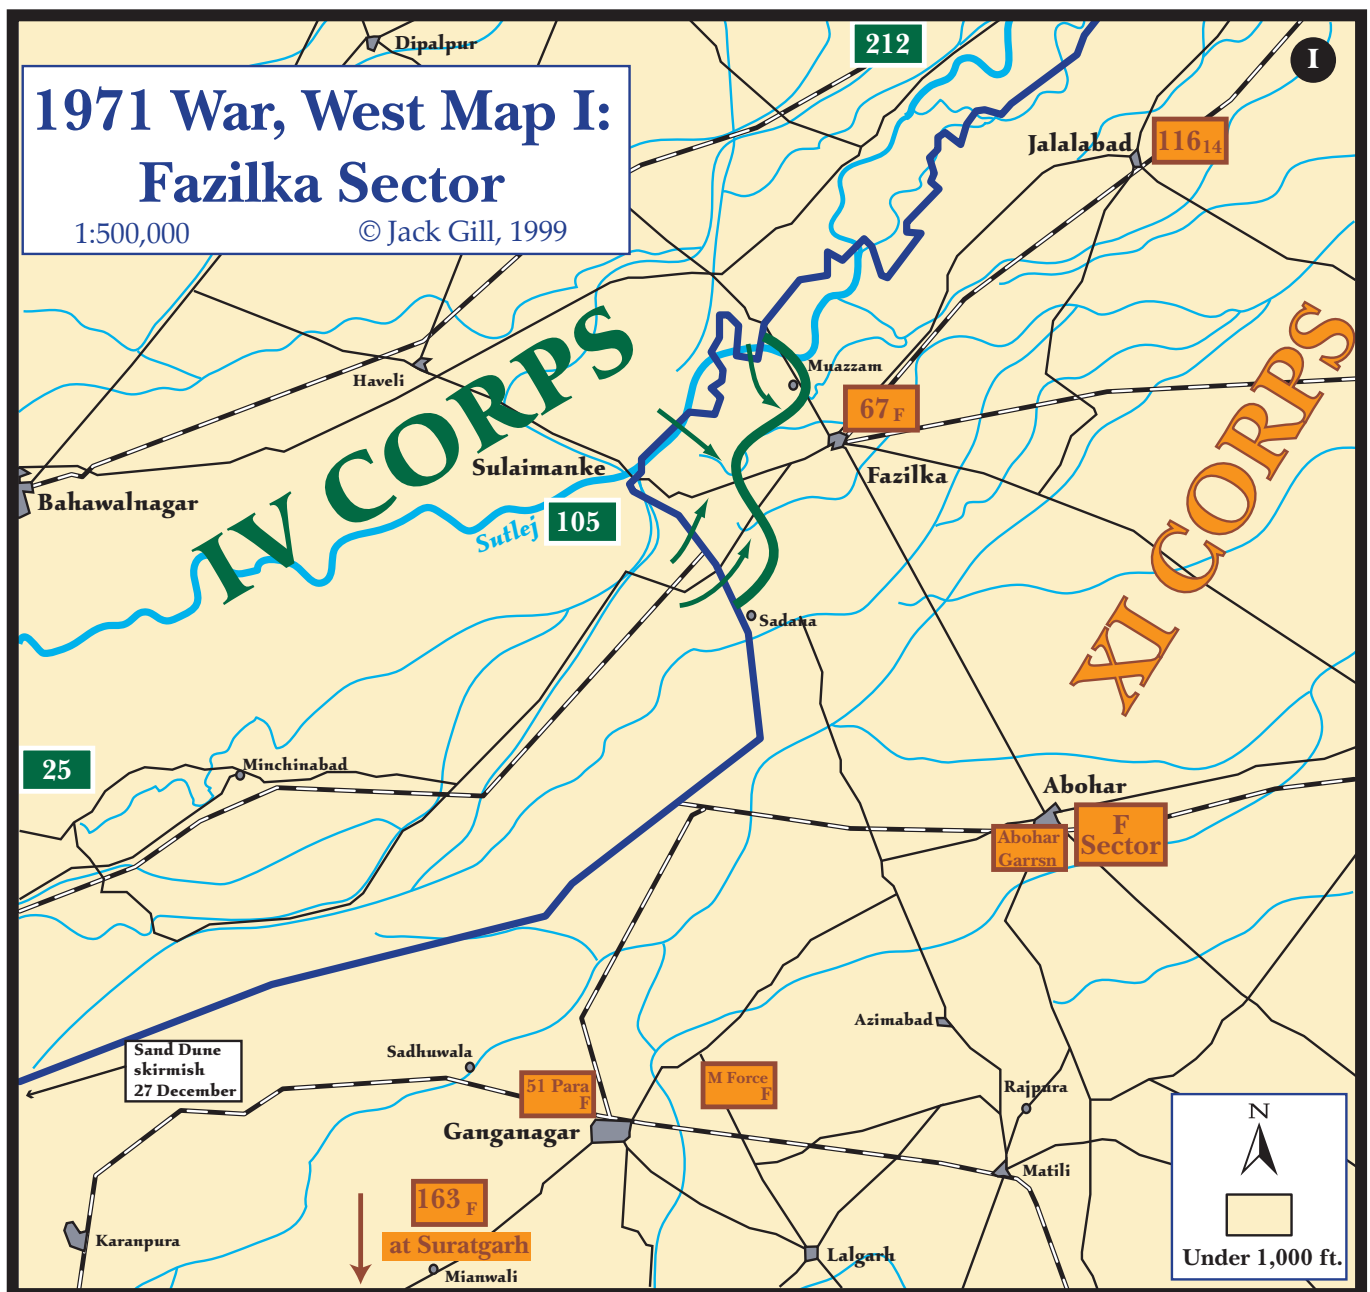 Dipalpur
212
I
1971 War, West Map I:
Fazilka Sector
1:500,000
© Jack Gill, 1999
Jalalabad
116 14
IV CORPS
XI CORPS
Haveli
Muazzam
67 F
Sulaimanke
Fazilka
Bahawalnagar
Sutlej
105
Sadana
25
Minchinabad
Abohar
Abohar
Garrsn
F
Sector
Azimabad
Sand Dune
skirmish
27 December
Sadhuwala
51 Para
F
M Force
F
Rajpura
Ganganagar
Matili
163 F
at Suratgarh
Karanpura
Mianwali
Lalgarh
N
Under 1,000 ft.